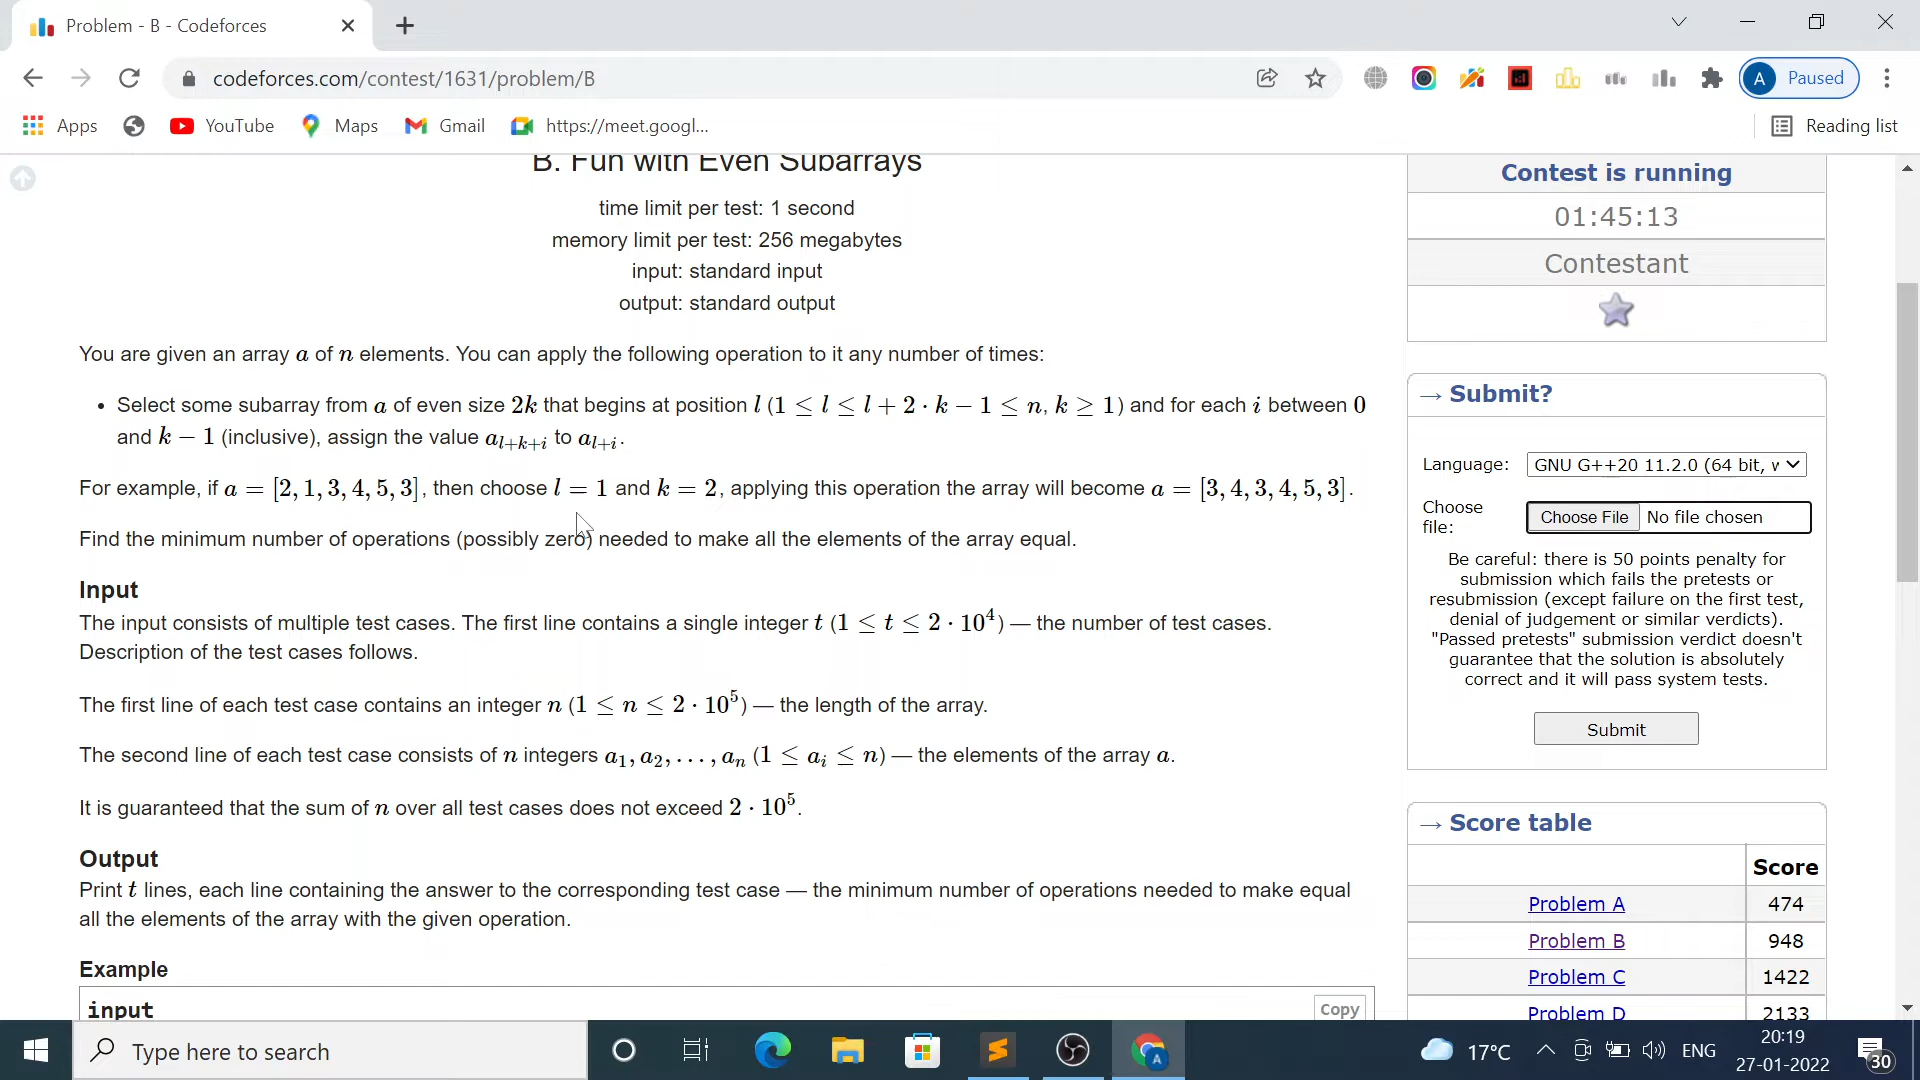 Problem - B - Codeforces
codeforces.com/contest/1631/problem/B
A Paused
Apps YouTube Maps Gmail https://meet.googl... Reading list
B. Fun with Even Subarrays
time limit per test: 1 second
memory limit per test: 256 megabytes
input: standard input
output: standard output
You are given an array a of n elements. You can apply the following operation to it any number of times:
• Select some subarray from a of even size 2k that begins at position l (1 ≤ l ≤ l + 2 · k − 1 ≤ n, k ≥ 1) and for each i between 0
and k − 1 (inclusive), assign the value a_{l+k+i} to a_{l+i}.
For example, if a = [2, 1, 3, 4, 5, 3], then choose l = 1 and k = 2, applying this operation the array will become a = [3, 4, 3, 4, 5, 3].
Find the minimum number of operations (possibly zero) needed to make all the elements of the array equal.
Input
The input consists of multiple test cases. The first line contains a single integer t (1 ≤ t ≤ 2 · 10^4) — the number of test cases.
Description of the test cases follows.
The first line of each test case contains an integer n (1 ≤ n ≤ 2 · 10^5) — the length of the array.
The second line of each test case consists of n integers a_1, a_2, . . . , a_n (1 ≤ a_i ≤ n) — the elements of the array a.
It is guaranteed that the sum of n over all test cases does not exceed 2 · 10^5.
Output
Print t lines, each line containing the answer to the corresponding test case — the minimum number of operations needed to make equal
all the elements of the array with the given operation.
Example
input
Copy
Contest is running
01:45:13
Contestant
→ Submit?
Language: GNU G++20 11.2.0 (64 bit, v
Choose
file:
Choose File No file chosen
Be careful: there is 50 points penalty for
submission which fails the pretests or
resubmission (except failure on the first test,
denial of judgement or similar verdicts).
"Passed pretests" submission verdict doesn't
guarantee that the solution is absolutely
correct and it will pass system tests.
Submit
→ Score table
Score
Problem A 474
Problem B 948
Problem C 1422
Problem D 2133
Type here to search
17°C
ENG
20:19
27-01-2022
30